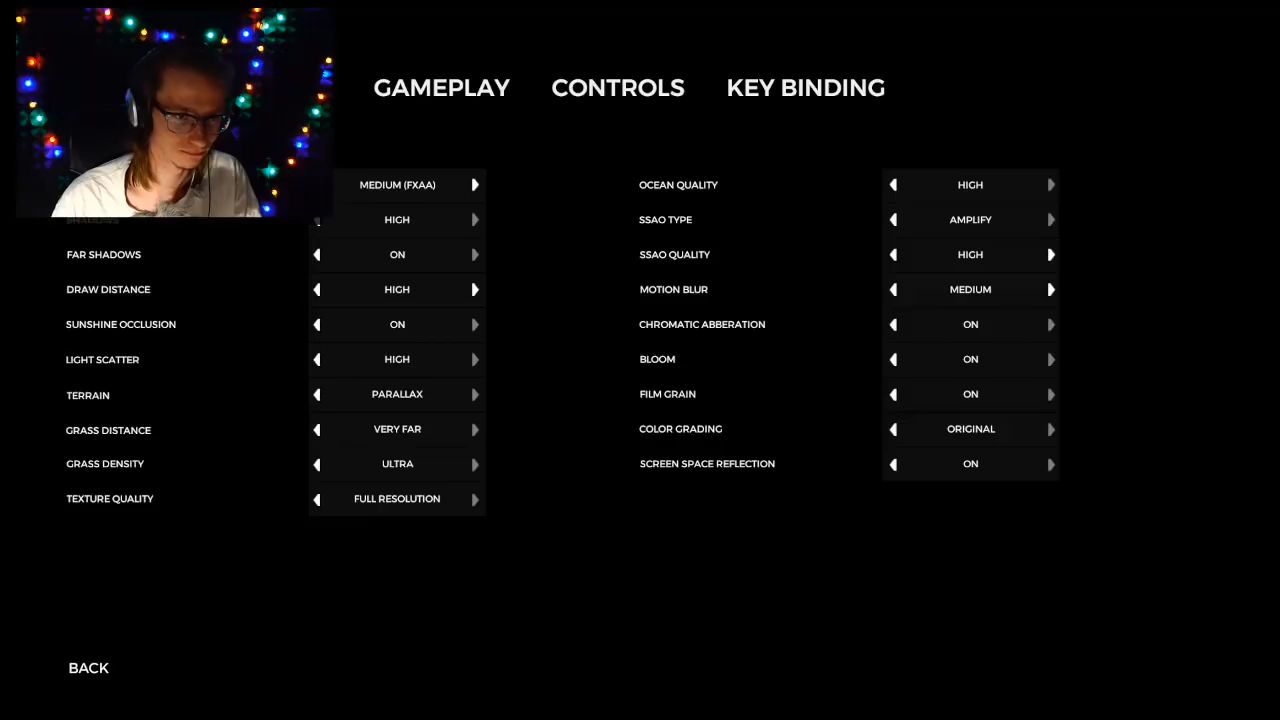 GAMEPLAY CONTROLS KEY BINDING
MEDIUM (FXAA) OCEAN QUALITY HIGH
SHADOWS HIGH SSAO TYPE AMPLIFY
FAR SHADOWS ON SSAO QUALITY HIGH
DRAW DISTANCE HIGH MOTION BLUR MEDIUM
SUNSHINE OCCLUSION ON CHROMATIC ABBERATION ON
LIGHT SCATTER HIGH BLOOM ON
TERRAIN PARALLAX FILM GRAIN ON
GRASS DISTANCE VERY FAR COLOR GRADING ORIGINAL
GRASS DENSITY ULTRA SCREEN SPACE REFLECTION ON
TEXTURE QUALITY FULL RESOLUTION
BACK